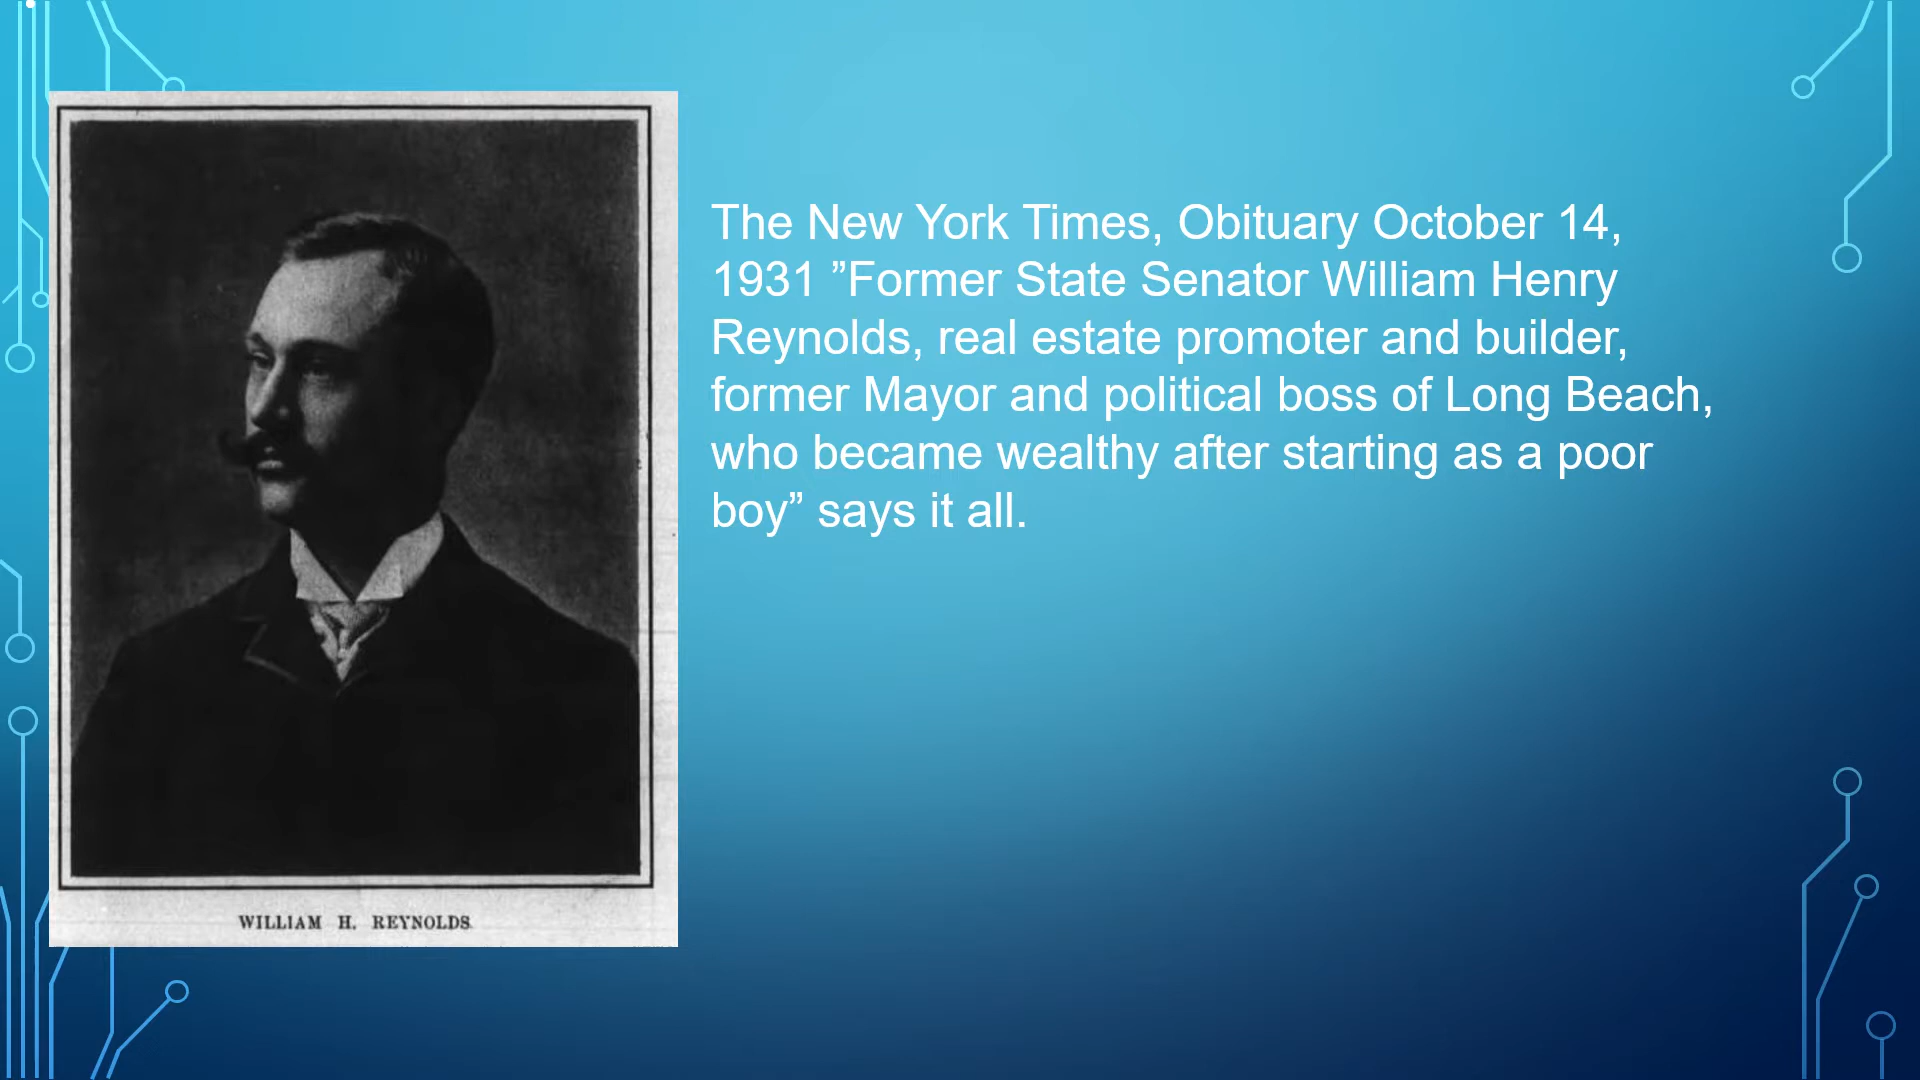 The New York Times, Obituary October 14,
1931 ”Former State Senator William Henry
Reynolds, real estate promoter and builder,
former Mayor and political boss of Long Beach,
who became wealthy after starting as a poor
boy” says it all.
WILLIAM H. REYNOLDS